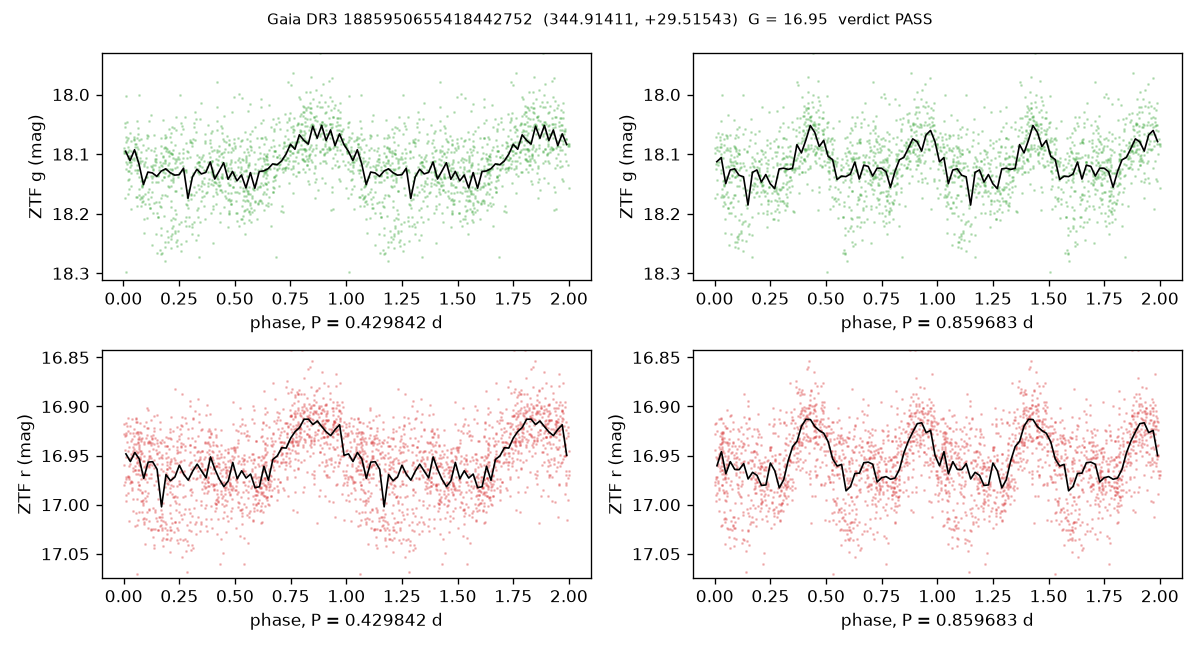 Gaia DR3 1885950655418442752  (344.91411, +29.51543)  G = 16.95  verdict PASS
ZTF g (mag)
18.0
18.1
18.2
18.3
0.00 0.25 0.50 0.75 1.00 1.25 1.50 1.75 2.00
phase, P = 0.429842 d
ZTF g (mag)
18.0
18.1
18.2
18.3
0.00 0.25 0.50 0.75 1.00 1.25 1.50 1.75 2.00
phase, P = 0.859683 d
ZTF r (mag)
16.85
16.90
16.95
17.00
17.05
0.00 0.25 0.50 0.75 1.00 1.25 1.50 1.75 2.00
phase, P = 0.429842 d
ZTF r (mag)
16.85
16.90
16.95
17.00
17.05
0.00 0.25 0.50 0.75 1.00 1.25 1.50 1.75 2.00
phase, P = 0.859683 d